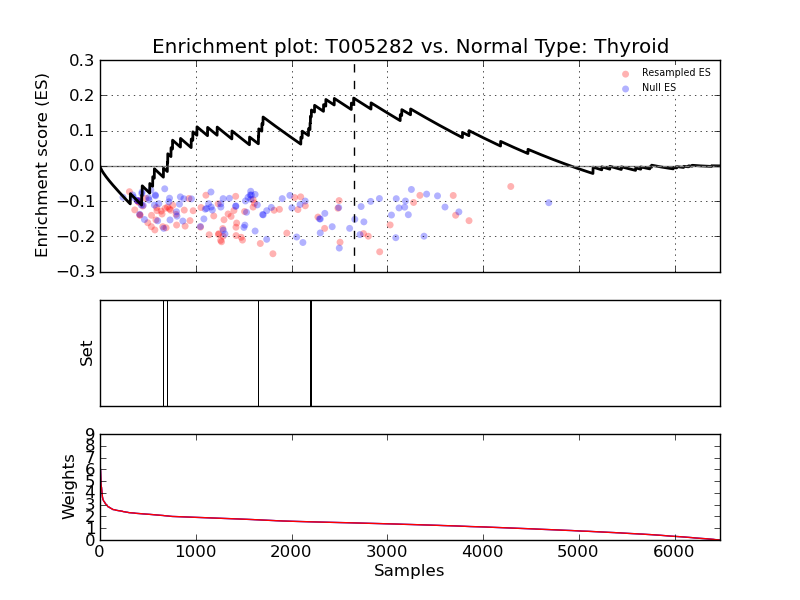 Enrichment plot: T005282 vs. Normal Type: Thyroid
Enrichment score (ES)
0.3
0.2
0.1
0.0
−0.1
−0.2
−0.3
Resampled ES
Null ES
Set
Weights
9
8
7
6
5
4
3
2
1
0
0 1000 2000 3000 4000 5000 6000
Samples